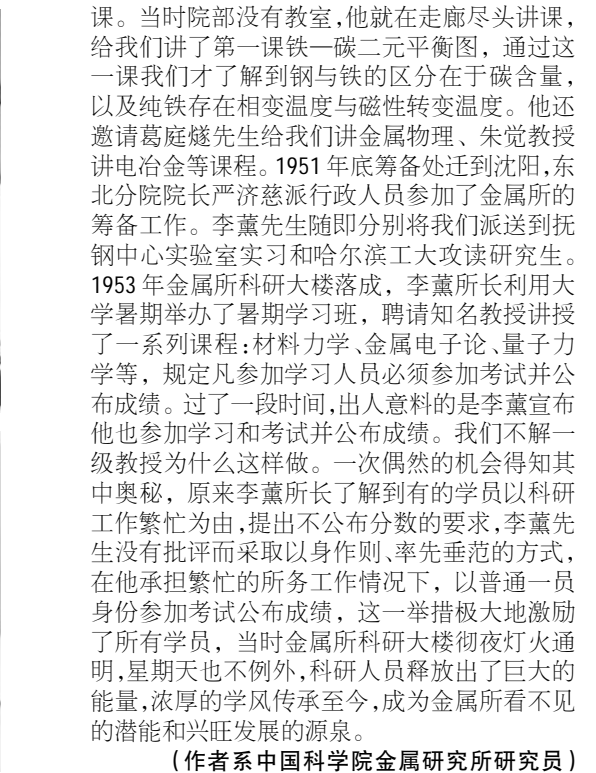 课。当时院部没有教室,他就在走廊尽头讲课,
给我们讲了第一课铁—碳二元平衡图，通过这
一课我们才了解到钢与铁的区分在于碳含量，
以及纯铁存在相变温度与磁性转变温度。他还
邀请葛庭燧先生给我们讲金属物理、朱觉教授
讲电冶金等课程。1951年底筹备处迁到沈阳,东
北分院院长严济慈派行政人员参加了金属所的
筹备工作。李薰先生随即分别将我们派送到抚
钢中心实验室实习和哈尔滨工大攻读研究生。
1953年金属所科研大楼落成，李薰所长利用大
学暑期举办了暑期学习班，聘请知名教授讲授
了一系列课程:材料力学、金属电子论、量子力
学等，规定凡参加学习人员必须参加考试并公
布成绩。过了一段时间,出人意料的是李薰宣布
他也参加学习和考试并公布成绩。我们不解一
级教授为什么这样做。一次偶然的机会得知其
中奥秘，原来李薰所长了解到有的学员以科研
工作繁忙为由,提出不公布分数的要求,李薰先
生没有批评而采取以身作则、率先垂范的方式，
在他承担繁忙的所务工作情况下，以普通一员
身份参加考试公布成绩，这一举措极大地激励
了所有学员，当时金属所科研大楼彻夜灯火通
明,星期天也不例外,科研人员释放出了巨大的
能量,浓厚的学风传承至今,成为金属所看不见
的潜能和兴旺发展的源泉。
(作者系中国科学院金属研究所研究员)